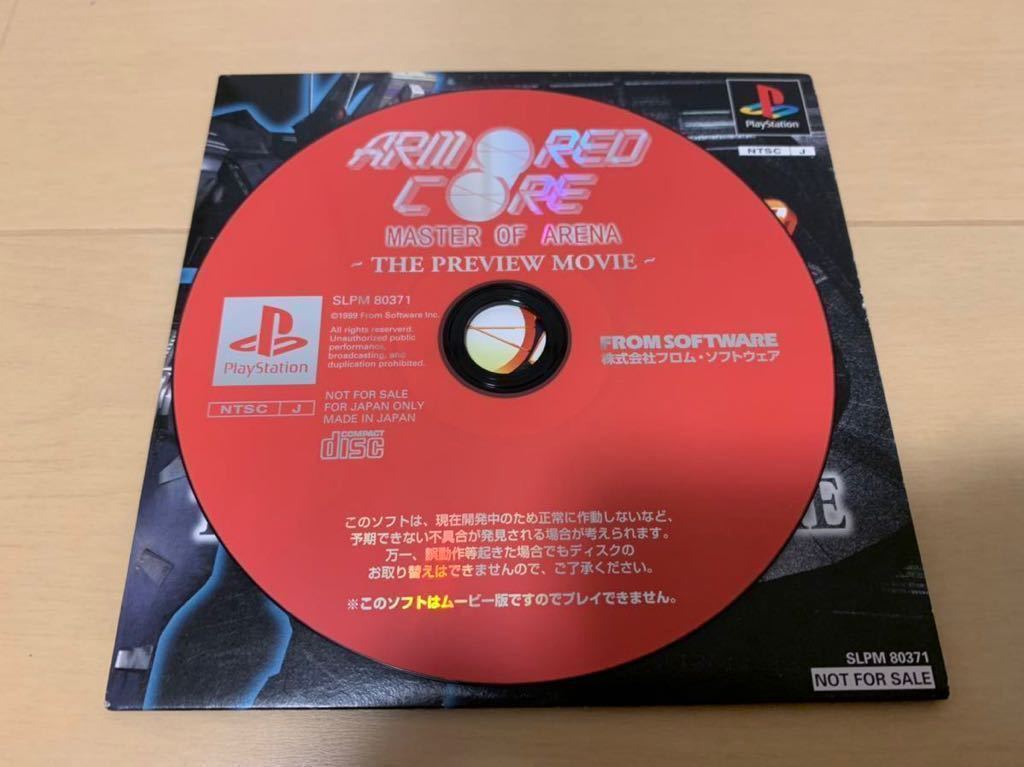 PlayStation
NTSC J
ARMORED
CORE
MASTER OF ARENA
~ THE PREVIEW MOVIE ~
SLPM 80371
©1999 From Software Inc.
All rights reserverd.
Unauthorized public
performance,
broadcasting, and
duplication prohibited.
PlayStation
NTSC J
NOT FOR SALE
FOR JAPAN ONLY
MADE IN JAPAN
COMPACT
disc
FROM SOFTWARE
株式会社フロム・ソフトウェア
このソフトは、現在開発中のため正常に作動しないなど、
予期できない不具合が発見される場合が考えられます。
万一、誤動作等起きた場合でもディスクの
お取り替えはできませんので、ご了承ください。
※このソフトはムービー版ですのでプレイできません。
SLPM 80371
NOT FOR SALE